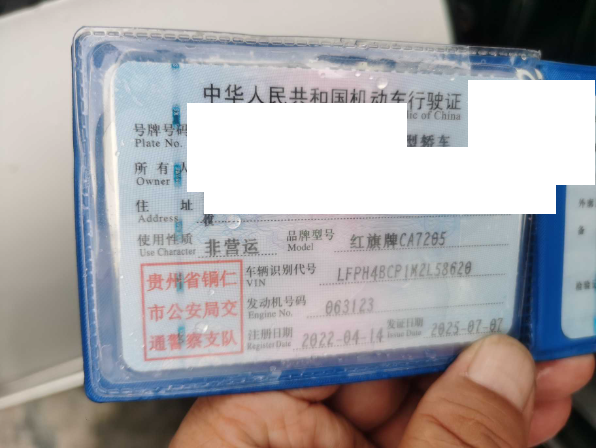 中华人民共和国机动车行驶证
ic of China
号牌号码
Plate No.
型轿车
所有人
Owner
住址
Address
使用性质 非营运 品牌型号 红旗牌CA7205
Use Character Model
贵州省铜仁
市公安局交
通警察支队
车辆识别代号 LFPH4BCP1M2L58620
VIN
发动机号码 063123
Engine No.
注册日期 2022-04-14 发证日期 2025-07-07
Register Date Issue Date